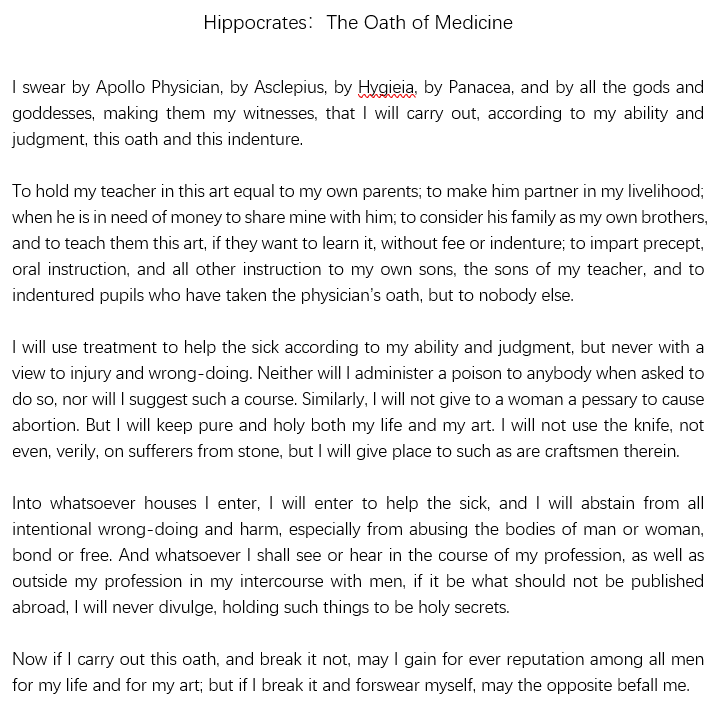 Hippocrates:  The Oath of Medicine
I swear by Apollo Physician, by Asclepius, by Hygieia, by Panacea, and by all the gods and
goddesses, making them my witnesses, that I will carry out, according to my ability and
judgment, this oath and this indenture.
To hold my teacher in this art equal to my own parents; to make him partner in my livelihood;
when he is in need of money to share mine with him; to consider his family as my own brothers,
and to teach them this art, if they want to learn it, without fee or indenture; to impart precept,
oral instruction, and all other instruction to my own sons, the sons of my teacher, and to
indentured pupils who have taken the physician's oath, but to nobody else.
I will use treatment to help the sick according to my ability and judgment, but never with a
view to injury and wrong-doing. Neither will I administer a poison to anybody when asked to
do so, nor will I suggest such a course. Similarly, I will not give to a woman a pessary to cause
abortion. But I will keep pure and holy both my life and my art. I will not use the knife, not
even, verily, on sufferers from stone, but I will give place to such as are craftsmen therein.
Into whatsoever houses I enter, I will enter to help the sick, and I will abstain from all
intentional wrong-doing and harm, especially from abusing the bodies of man or woman,
bond or free. And whatsoever I shall see or hear in the course of my profession, as well as
outside my profession in my intercourse with men, if it be what should not be published
abroad, I will never divulge, holding such things to be holy secrets.
Now if I carry out this oath, and break it not, may I gain for ever reputation among all men
for my life and for my art; but if I break it and forswear myself, may the opposite befall me.